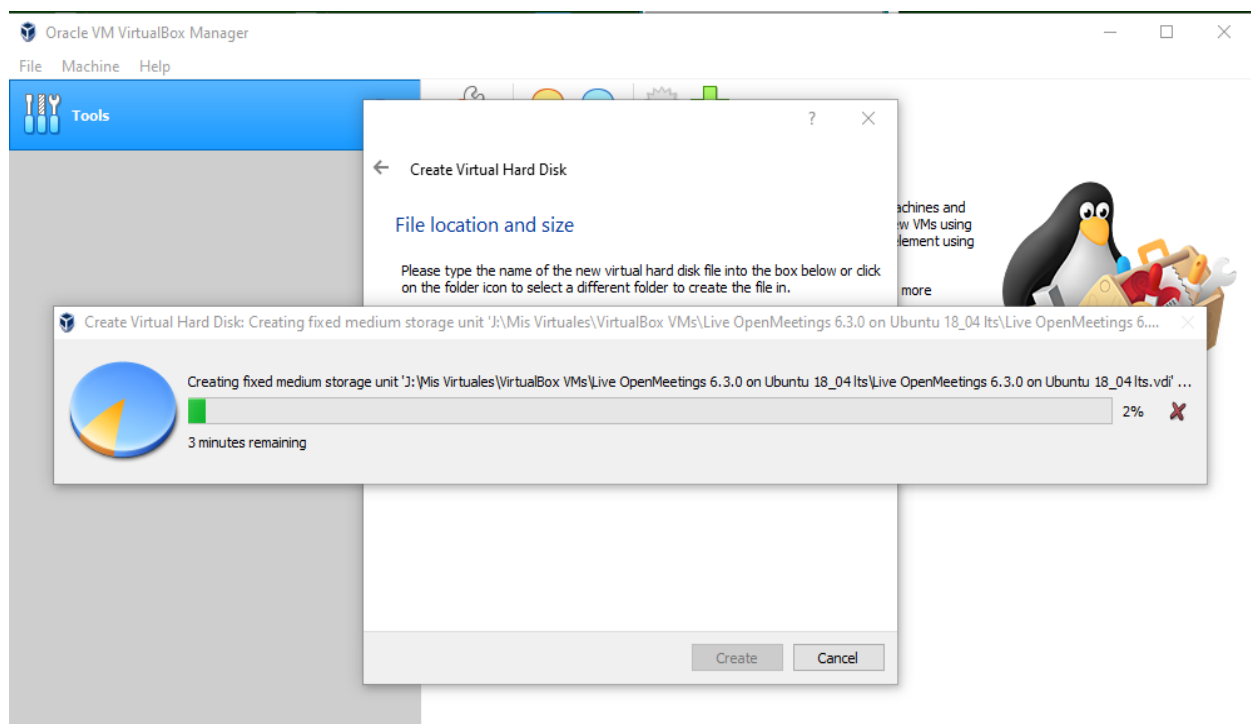 Oracle VM VirtualBox Manager
File Machine Help
Tools
?
Create Virtual Hard Disk
File location and size
achines and
w VMs using
element using
Please type the name of the new virtual hard disk file into the box below or click
on the folder icon to select a different folder to create the file in.
more
Create Virtual Hard Disk: Creating fixed medium storage unit 'J:\Mis Virtuales\VirtualBox VMs\Live OpenMeetings 6.3.0 on Ubuntu 18_04 lts\Live OpenMeetings 6....
Creating fixed medium storage unit 'J:\Mis Virtuales\VirtualBox VMs\Live OpenMeetings 6.3.0 on Ubuntu 18_04 lts\Live OpenMeetings 6.3.0 on Ubuntu 18_04 lts.vdi' ...
2%
3 minutes remaining
Create Cancel